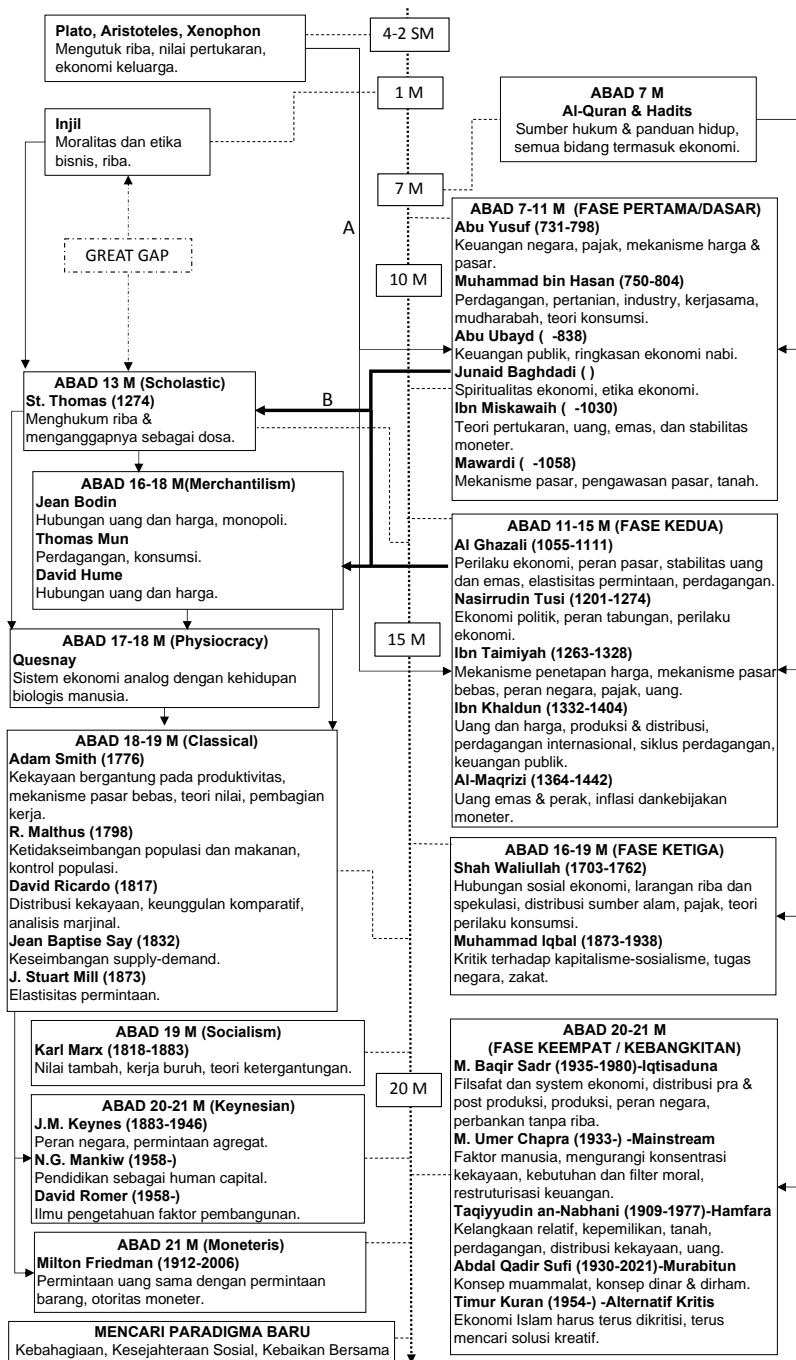 Plato, Aristoteles, Xenophon
Mengutuk riba, nilai pertukaran,
ekonomi keluarga.
4-2 SM
1 M
Injil
Moralitas dan etika
bisnis, riba.
ABAD 7 M
Al-Quran & Hadits
Sumber hukum & panduan hidup,
semua bidang termasuk ekonomi.
7 M
A
GREAT GAP
10 M
ABAD 7-11 M (FASE PERTAMA/DASAR)
Abu Yusuf (731-798)
Keuangan negara, pajak, mekanisme harga &
pasar.
Muhammad bin Hasan (750-804)
Perdagangan, pertanian, industry, kerjasama,
mudharabah, teori konsumsi.
Abu Ubayd ( -838)
Keuangan publik, ringkasan ekonomi nabi.
Junaid Baghdadi ( )
Spiritualitas ekonomi, etika ekonomi.
Ibn Miskawaih ( -1030)
Teori pertukaran, uang, emas, dan stabilitas
moneter.
Mawardi ( -1058)
Mekanisme pasar, pengawasan pasar, tanah.
ABAD 13 M (Scholastic)
St. Thomas (1274)
Menghukum riba &
menganggapnya sebagai dosa.
B
ABAD 16-18 M(Merchantilism)
Jean Bodin
Hubungan uang dan harga, monopoli.
Thomas Mun
Perdagangan, konsumsi.
David Hume
Hubungan uang dan harga.
ABAD 11-15 M (FASE KEDUA)
Al Ghazali (1055-1111)
Perilaku ekonomi, peran pasar, stabilitas uang
dan emas, elastisitas permintaan, perdagangan.
Nasirrudin Tusi (1201-1274)
Ekonomi politik, peran tabungan, perilaku
ekonomi.
Ibn Taimiyah (1263-1328)
Mekanisme penetapan harga, mekanisme pasar
bebas, peran negara, pajak, uang.
Ibn Khaldun (1332-1404)
Uang dan harga, produksi & distribusi,
perdagangan internasional, siklus perdagangan,
keuangan publik.
Al-Maqrizi (1364-1442)
Uang emas & perak, inflasi dankebijakan
moneter.
15 M
ABAD 17-18 M (Physiocracy)
Quesnay
Sistem ekonomi analog dengan kehidupan
biologis manusia.
ABAD 18-19 M (Classical)
Adam Smith (1776)
Kekayaan bergantung pada produktivitas,
mekanisme pasar bebas, teori nilai, pembagian
kerja.
R. Malthus (1798)
Ketidakseimbangan populasi dan makanan,
kontrol populasi.
David Ricardo (1817)
Distribusi kekayaan, keunggulan komparatif,
analisis marjinal.
Jean Baptise Say (1832)
Keseimbangan supply-demand.
J. Stuart Mill (1873)
Elastisitas permintaan.
ABAD 16-19 M (FASE KETIGA)
Shah Waliullah (1703-1762)
Hubungan sosial ekonomi, larangan riba dan
spekulasi, distribusi sumber alam, pajak, teori
perilaku konsumsi.
Muhammad Iqbal (1873-1938)
Kritik terhadap kapitalisme-sosialisme, tugas
negara, zakat.
ABAD 19 M (Socialism)
Karl Marx (1818-1883)
Nilai tambah, kerja buruh, teori ketergantungan.
20 M
ABAD 20-21 M (Keynesian)
J.M. Keynes (1883-1946)
Peran negara, permintaan agregat.
N.G. Mankiw (1958-)
Pendidikan sebagai human capital.
David Romer (1958-)
Ilmu pengetahuan faktor pembangunan.
ABAD 21 M (Moneteris)
Milton Friedman (1912-2006)
Permintaan uang sama dengan permintaan
barang, otoritas moneter.
ABAD 20-21 M
(FASE KEEMPAT / KEBANGKITAN)
M. Baqir Sadr (1935-1980)-Iqtisaduna
Filsafat dan system ekonomi, distribusi pra &
post produksi, produksi, peran negara,
perbankan tanpa riba.
M. Umer Chapra (1933-) -Mainstream
Faktor manusia, mengurangi konsentrasi
kekayaan, kebutuhan dan filter moral,
restruturisasi keuangan.
Taqiyyudin an-Nabhani (1909-1977)-Hamfara
Kelangkaan relatif, kepemilikan, tanah,
perdagangan, distribusi kekayaan, uang.
Abdal Qadir Sufi (1930-2021)-Murabitun
Konsep muammalat, konsep dinar & dirham.
Timur Kuran (1954-) -Alternatif Kritis
Ekonomi Islam harus terus dikritisi, terus
mencari solusi kreatif.
MENCARI PARADIGMA BARU
Kebahagiaan, Kesejahteraan Sosial, Kebaikan Bersama